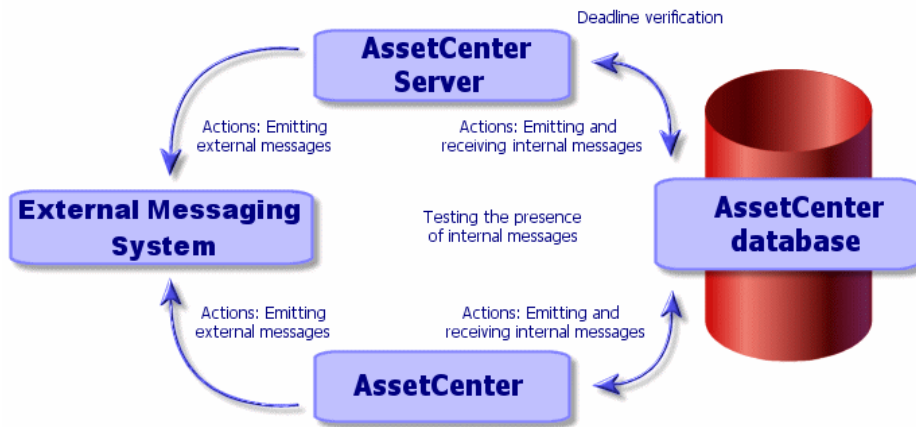 Deadline verification
AssetCenter
Server
Actions: Emitting
external messages
Actions: Emitting and
receiving internal messages
External Messaging
System
Testing the presence
of internal messages
AssetCenter
database
Actions: Emitting
external messages
Actions: Emitting and
receiving internal messages
AssetCenter